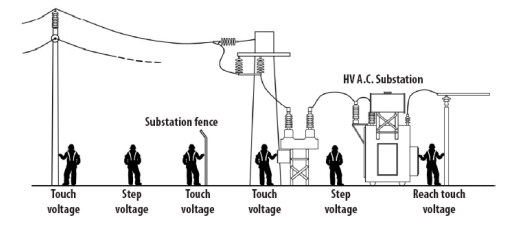 HV A.C. Substation
Substation fence
Touch voltage
Step voltage
Touch voltage
Touch voltage
Step voltage
Reach touch voltage